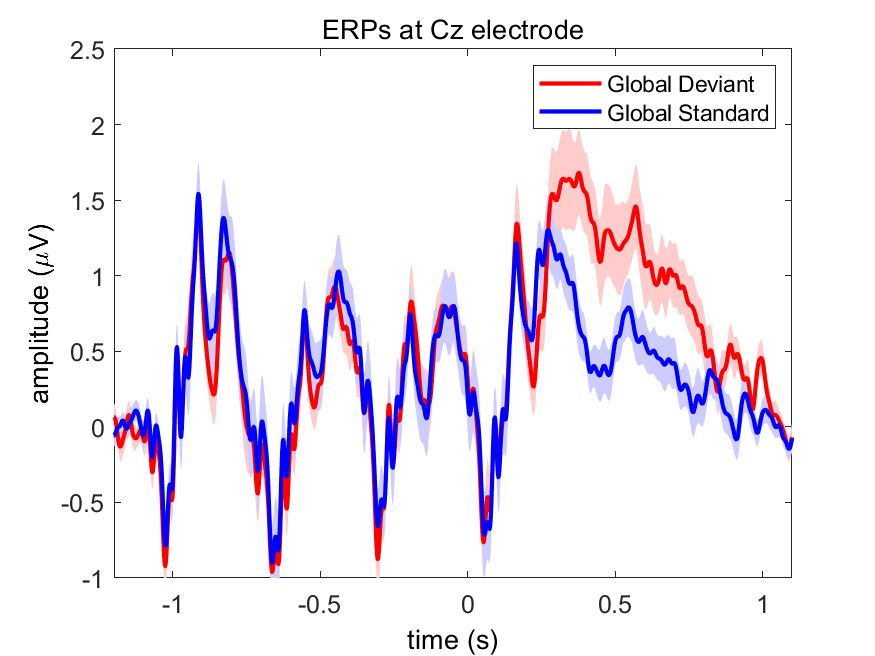 ERPs at Cz electrode
2.5
2
1.5
1
0.5
0
-0.5
-1
amplitude (μV)
Global Deviant
Global Standard
-1 -0.5 0 0.5 1
time (s)